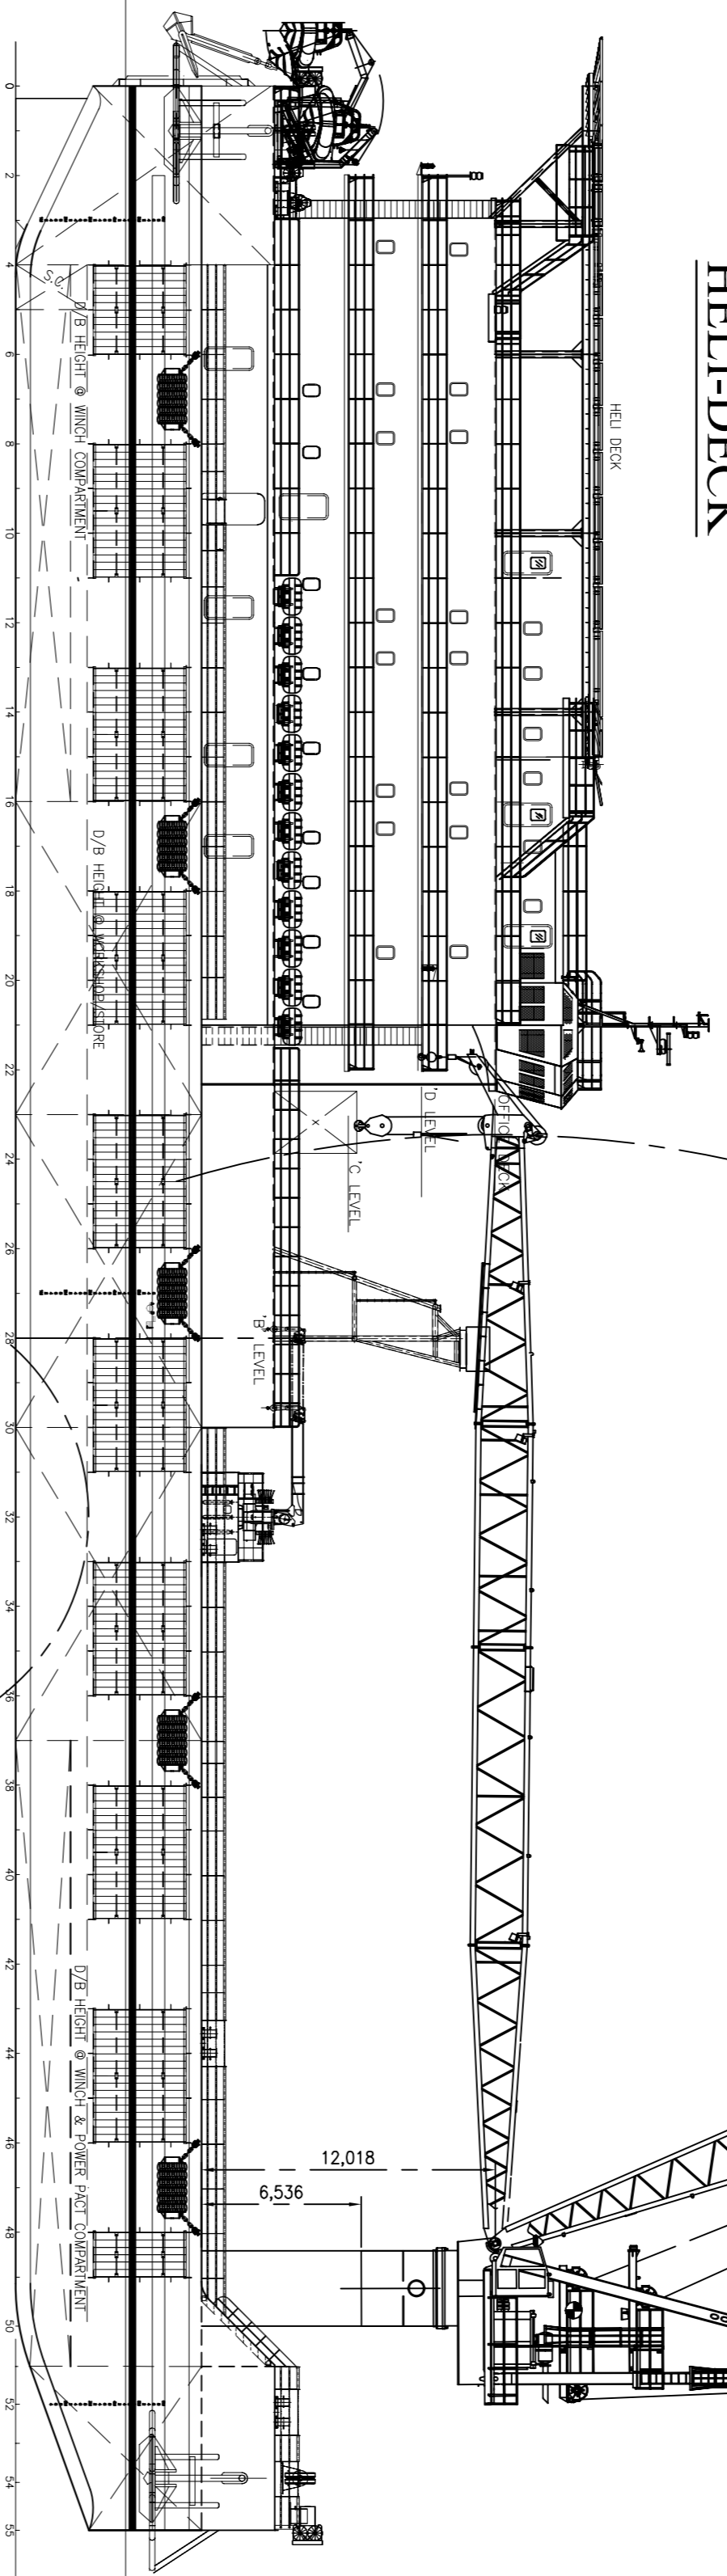 HELI-DECK
HELI DECK
OFFICE DECK
'D LEVEL
'C LEVEL
X
'B' LEVEL
12,018
6,536
S.C.
D/B HEIGHT @ WINCH COMPARTMENT
D/B HEIGHT @ WORKSHOP/STORE
D/B HEIGHT @ WINCH & POWER PACT COMPARTMENT
0 2 4 6 8 10 12 14 16 18 20 22 24 26 28 30 32 34 36 38 40 42 44 46 48 50 52 54 55